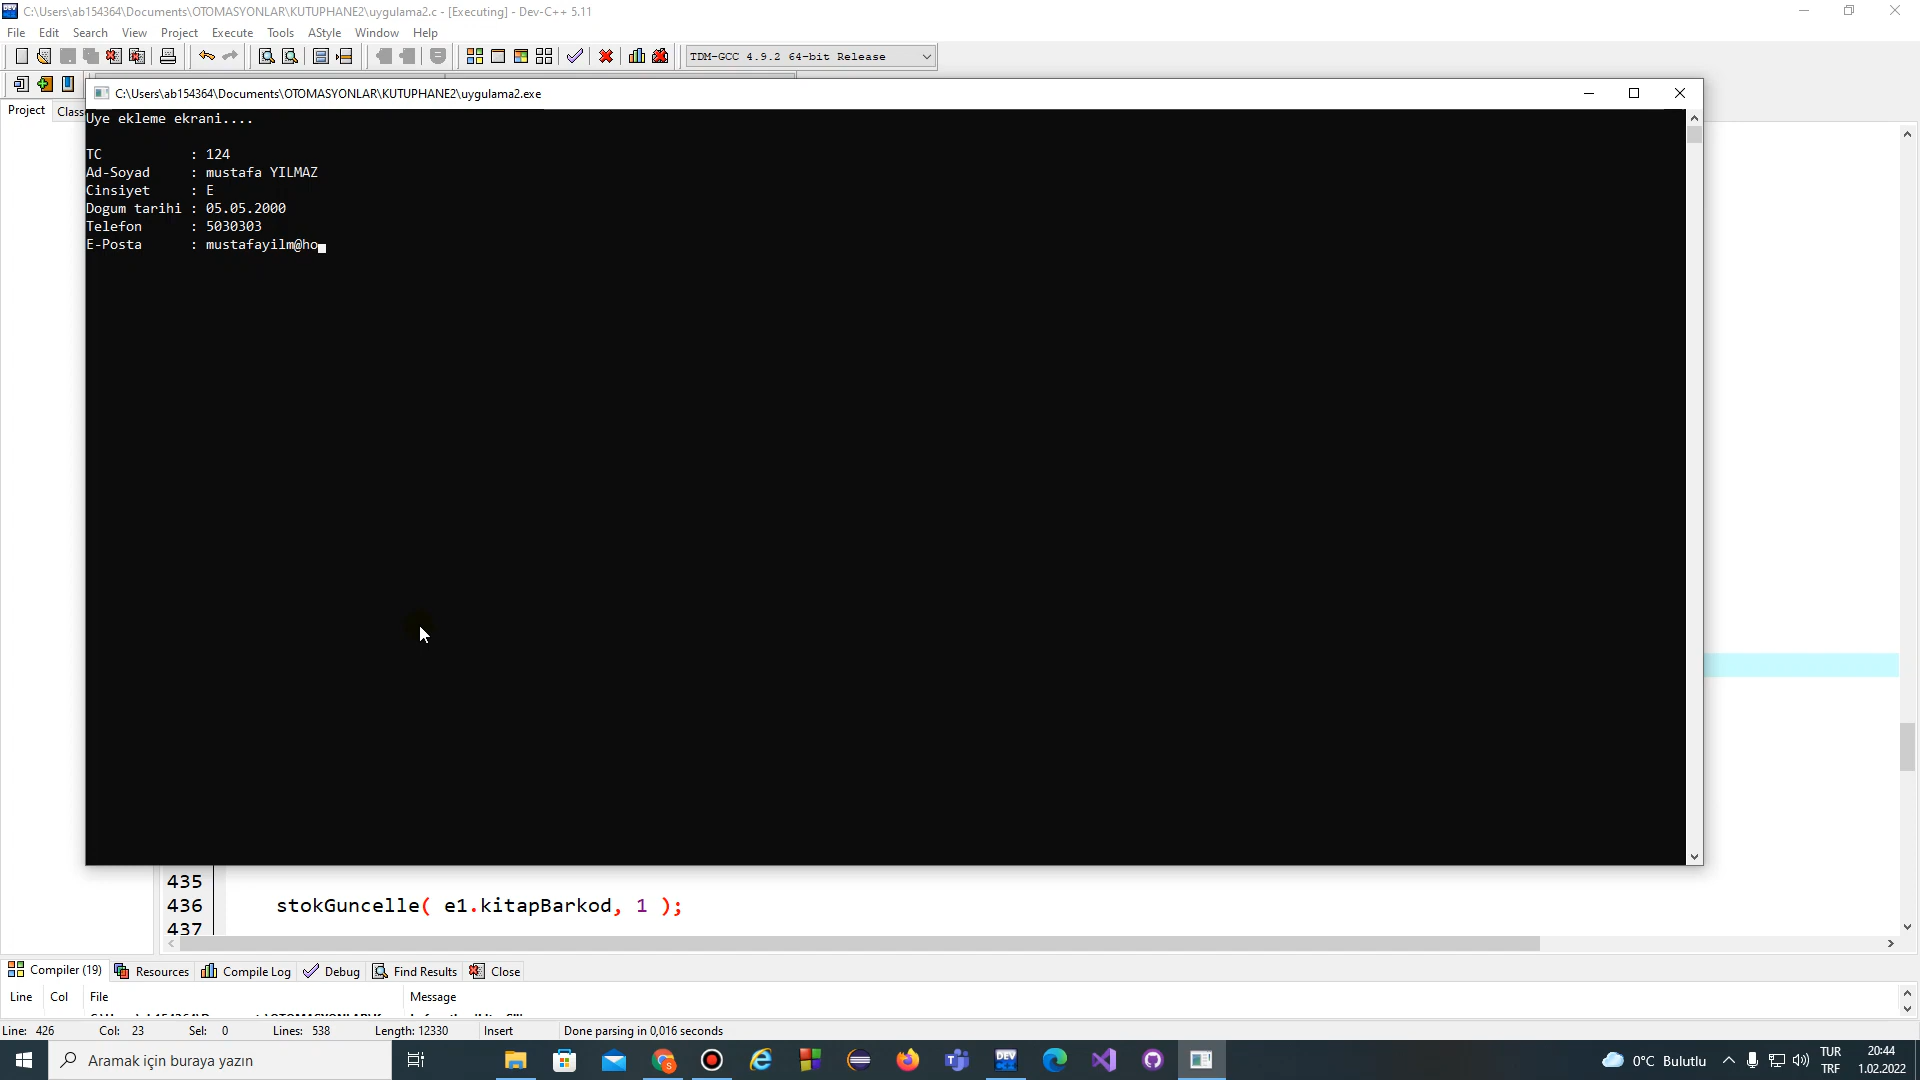 C:\Users\ab154364\Documents\OTOMASYONLAR\KUTUPHANE2\uygulama2.c - [Executing] - Dev-C++ 5.11
File Edit Search View Project Execute Tools AStyle Window Help
TDM-GCC 4.9.2 64-bit Release
C:\Users\ab154364\Documents\OTOMASYONLAR\KUTUPHANE2\uygulama2.exe
Project Class
Uye ekleme ekrani....
TC : 124
Ad-Soyad : mustafa YILMAZ
Cinsiyet : E
Dogum tarihi : 05.05.2000
Telefon : 5030303
E-Posta : mustafayilm@ho
435
436 stokGuncelle( e1.kitapBarkod, 1 );
437
Compiler (19) Resources Compile Log Debug Find Results Close
Line Col File Message
Line: 426 Col: 23 Sel: 0 Lines: 538 Length: 12330 Insert Done parsing in 0,016 seconds
Aramak için buraya yazın
DEV
0°C Bulutlu
TUR
TRF
20:44
1.02.2022